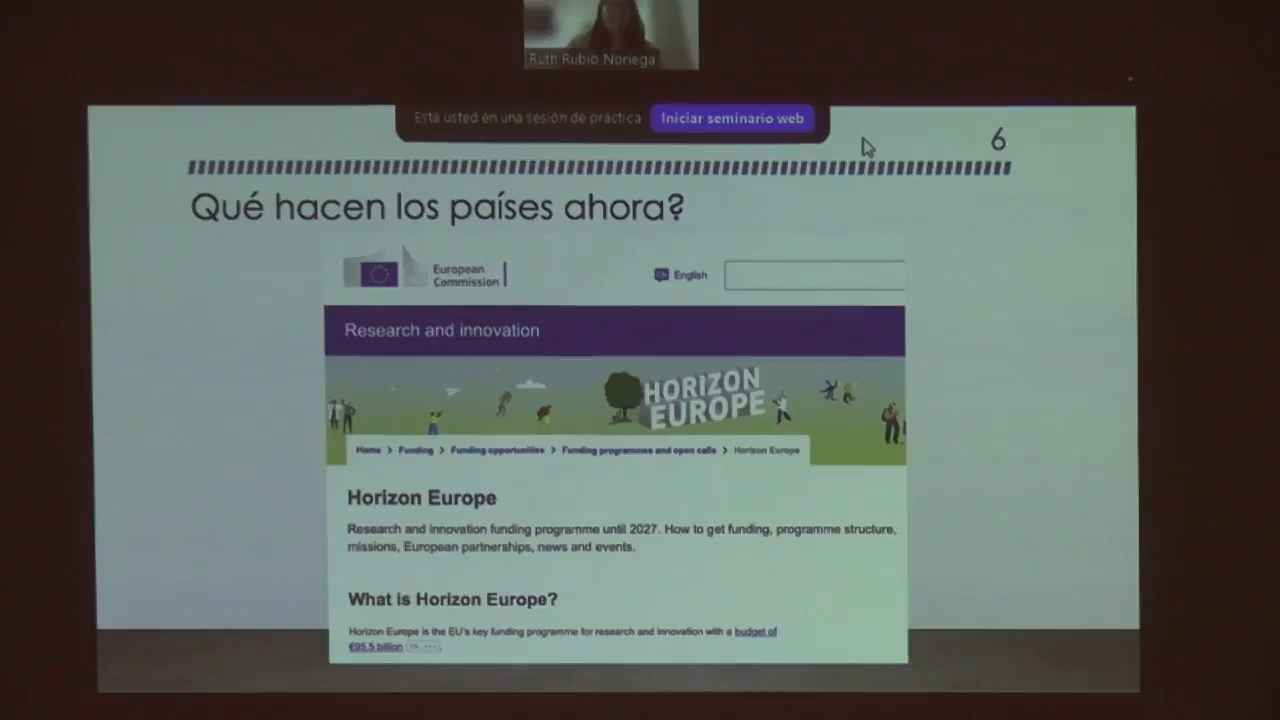 Ruth Rubio Noriega
Está usted en una sesión de práctica Iniciar seminario web
6
Qué hacen los países ahora?
European
Commission
EN English
Research and innovation
HORIZON
EUROPE
Home > Funding > Funding opportunities > Funding programmes and open calls > Horizon Europe
Horizon Europe
Research and innovation funding programme until 2027. How to get funding, programme structure,
missions, European partnerships, news and events.
What is Horizon Europe?
Horizon Europe is the EU's key funding programme for research and innovation with a budget of
€95.5 billion